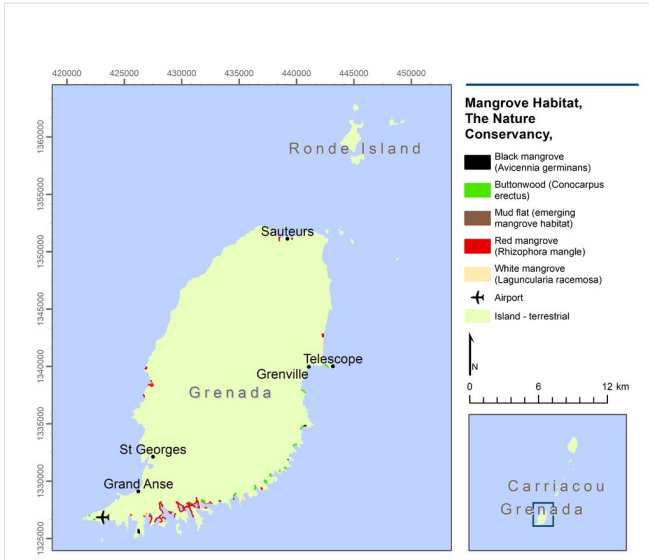 420000 425000 430000 435000 440000 445000 450000
1360000
1355000
1350000
1345000
1340000
1335000
1330000
1325000
Ronde Island
Sauteurs
Telescope
Grenville
Grenada
St Georges
Grand Anse
Mangrove Habitat,
The Nature
Conservancy,
Black mangrove
(Avicennia germinans)
Buttonwood (Conocarpus
erectus)
Mud flat (emerging
mangrove habitat)
Red mangrove
(Rhizophora mangle)
White mangrove
(Laguncularia racemosa)
Airport
Island - terrestrial
N
0 6 12 km
Carriacou
Grenada